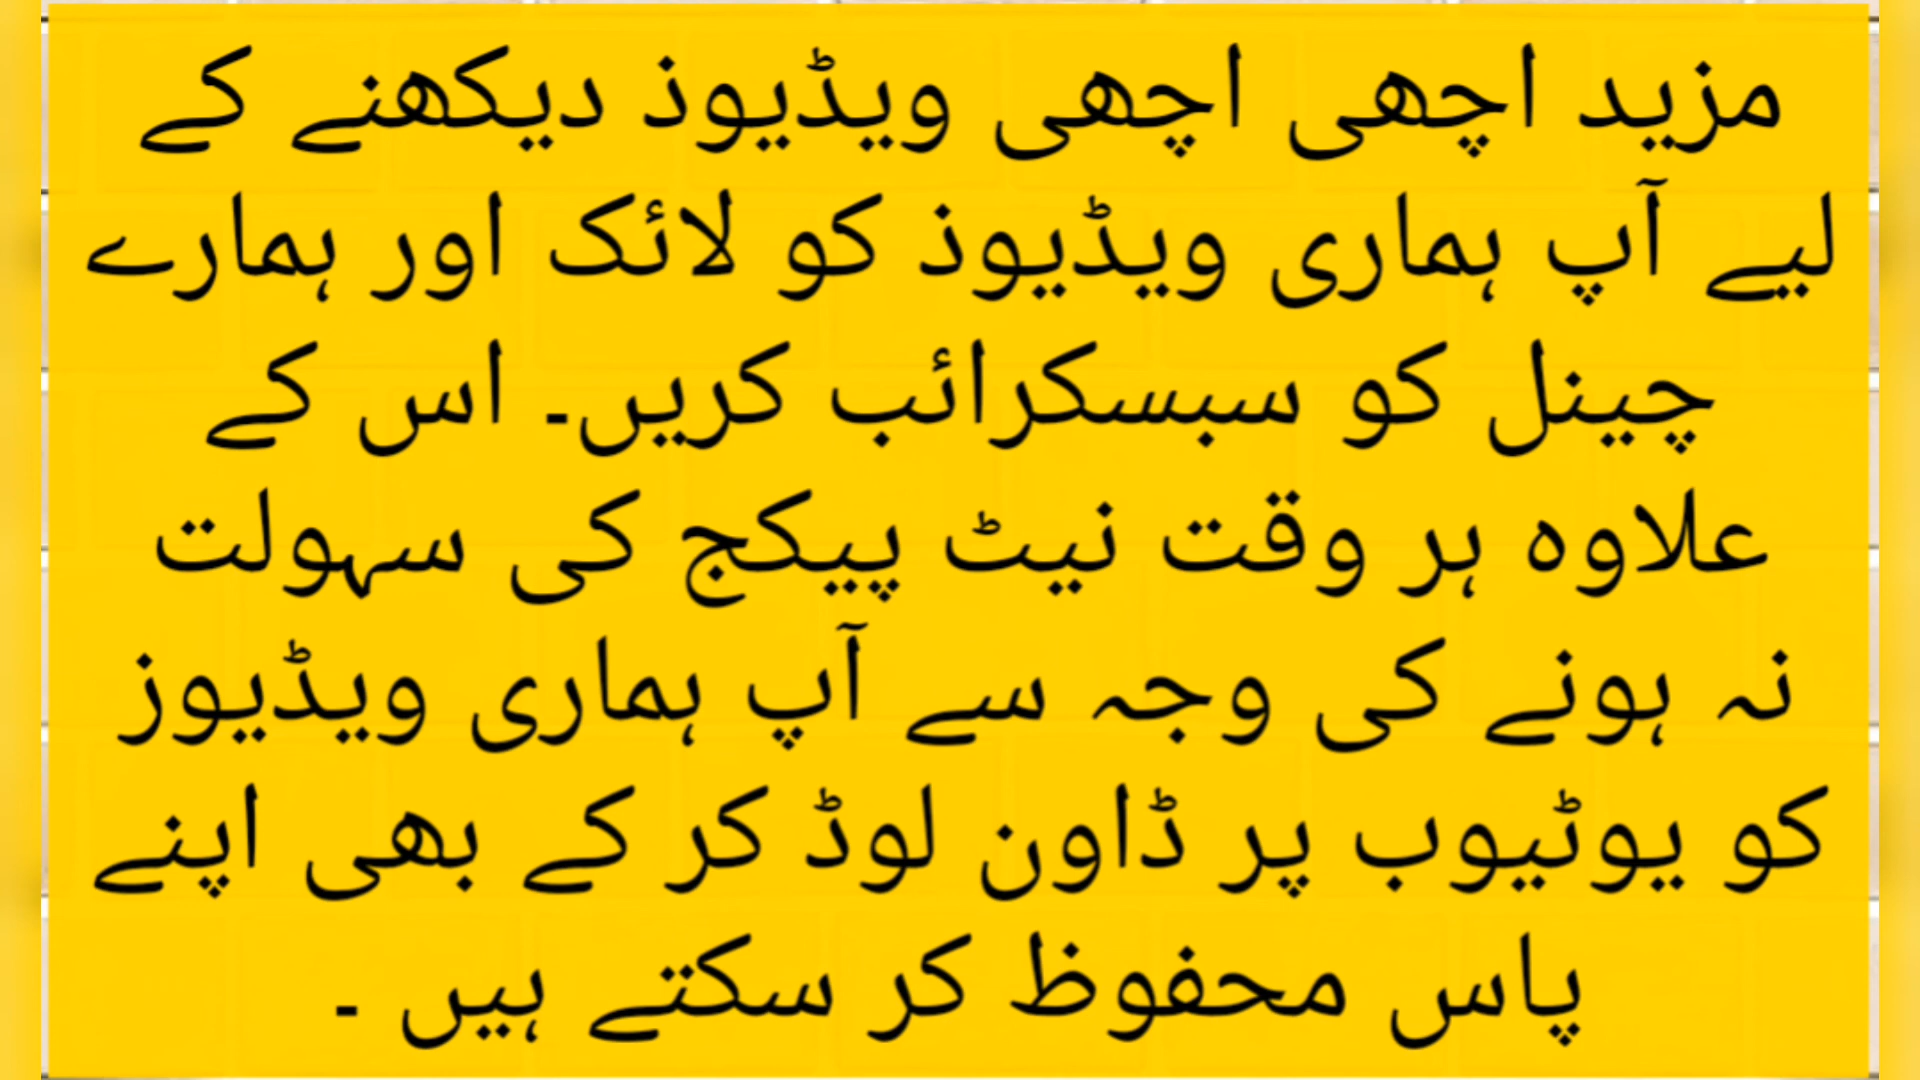 مزید اچھی اچھی ویڈیوذ دیکھنے کے
لیے آپ ہماری ویڈیوذ کو لائک اور ہمارے
چینل کو سبسکرائب کریں۔ اس کے
علاوہ ہر وقت نیٹ پیکج کی سہولت
نہ ہونے کی وجہ سے آپ ہماری ویڈیوز
کو یوٹیوب پر ڈاون لوڈ کر کے بھی اپنے
پاس محفوظ کر سکتے ہیں ۔